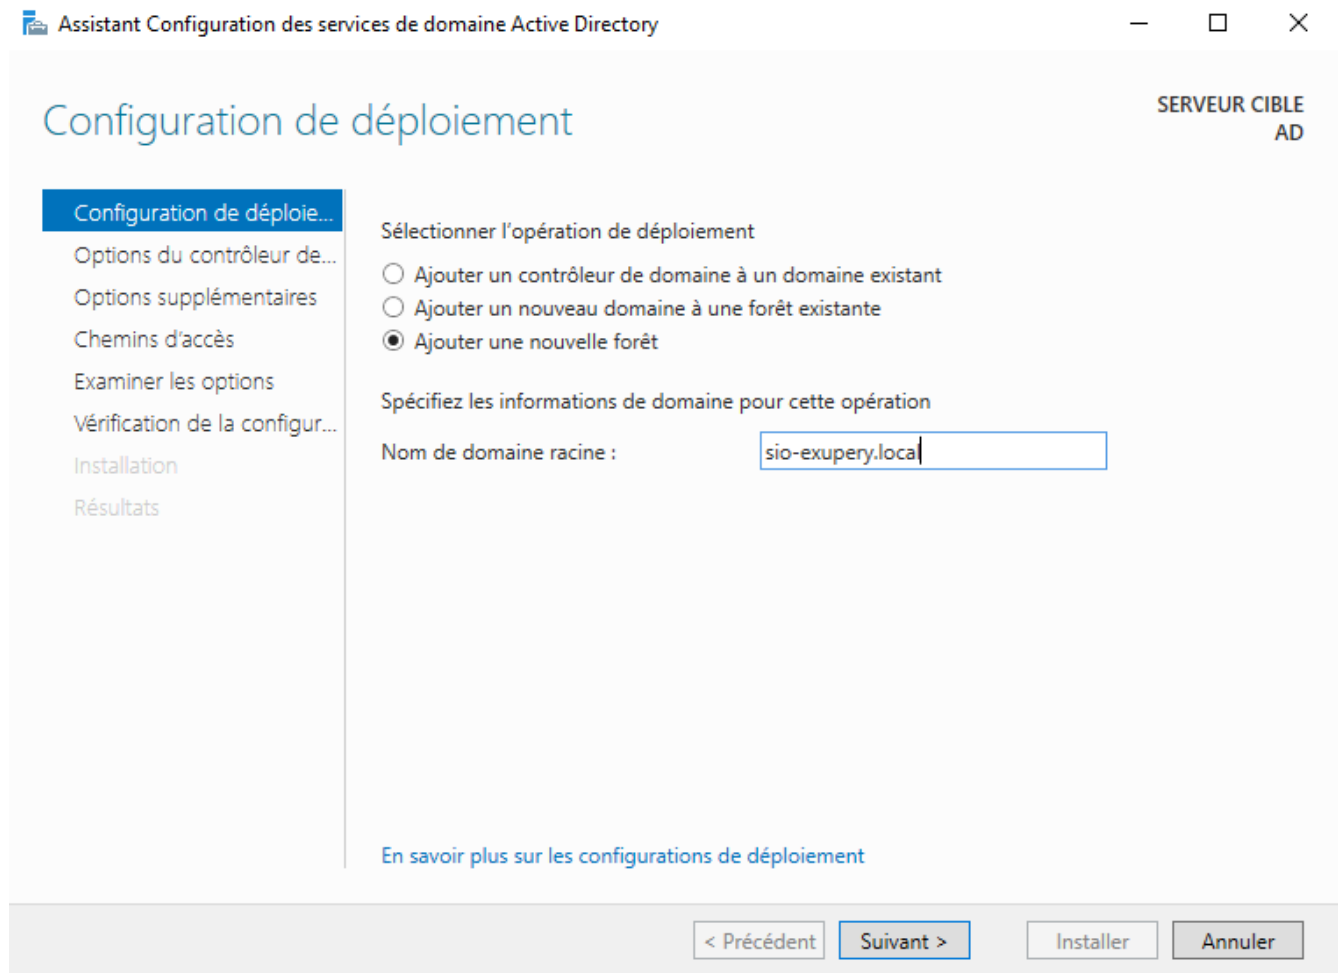 Assistant Configuration des services de domaine Active Directory
Configuration de déploiement
SERVEUR CIBLE
AD
Configuration de déploie...
Options du contrôleur de...
Options supplémentaires
Chemins d’accès
Examiner les options
Vérification de la configur...
Installation
Résultats
Sélectionner l’opération de déploiement
Ajouter un contrôleur de domaine à un domaine existant
Ajouter un nouveau domaine à une forêt existante
Ajouter une nouvelle forêt
Spécifiez les informations de domaine pour cette opération
Nom de domaine racine : sio-exupery.local
En savoir plus sur les configurations de déploiement
< Précédent Suivant > Installer Annuler